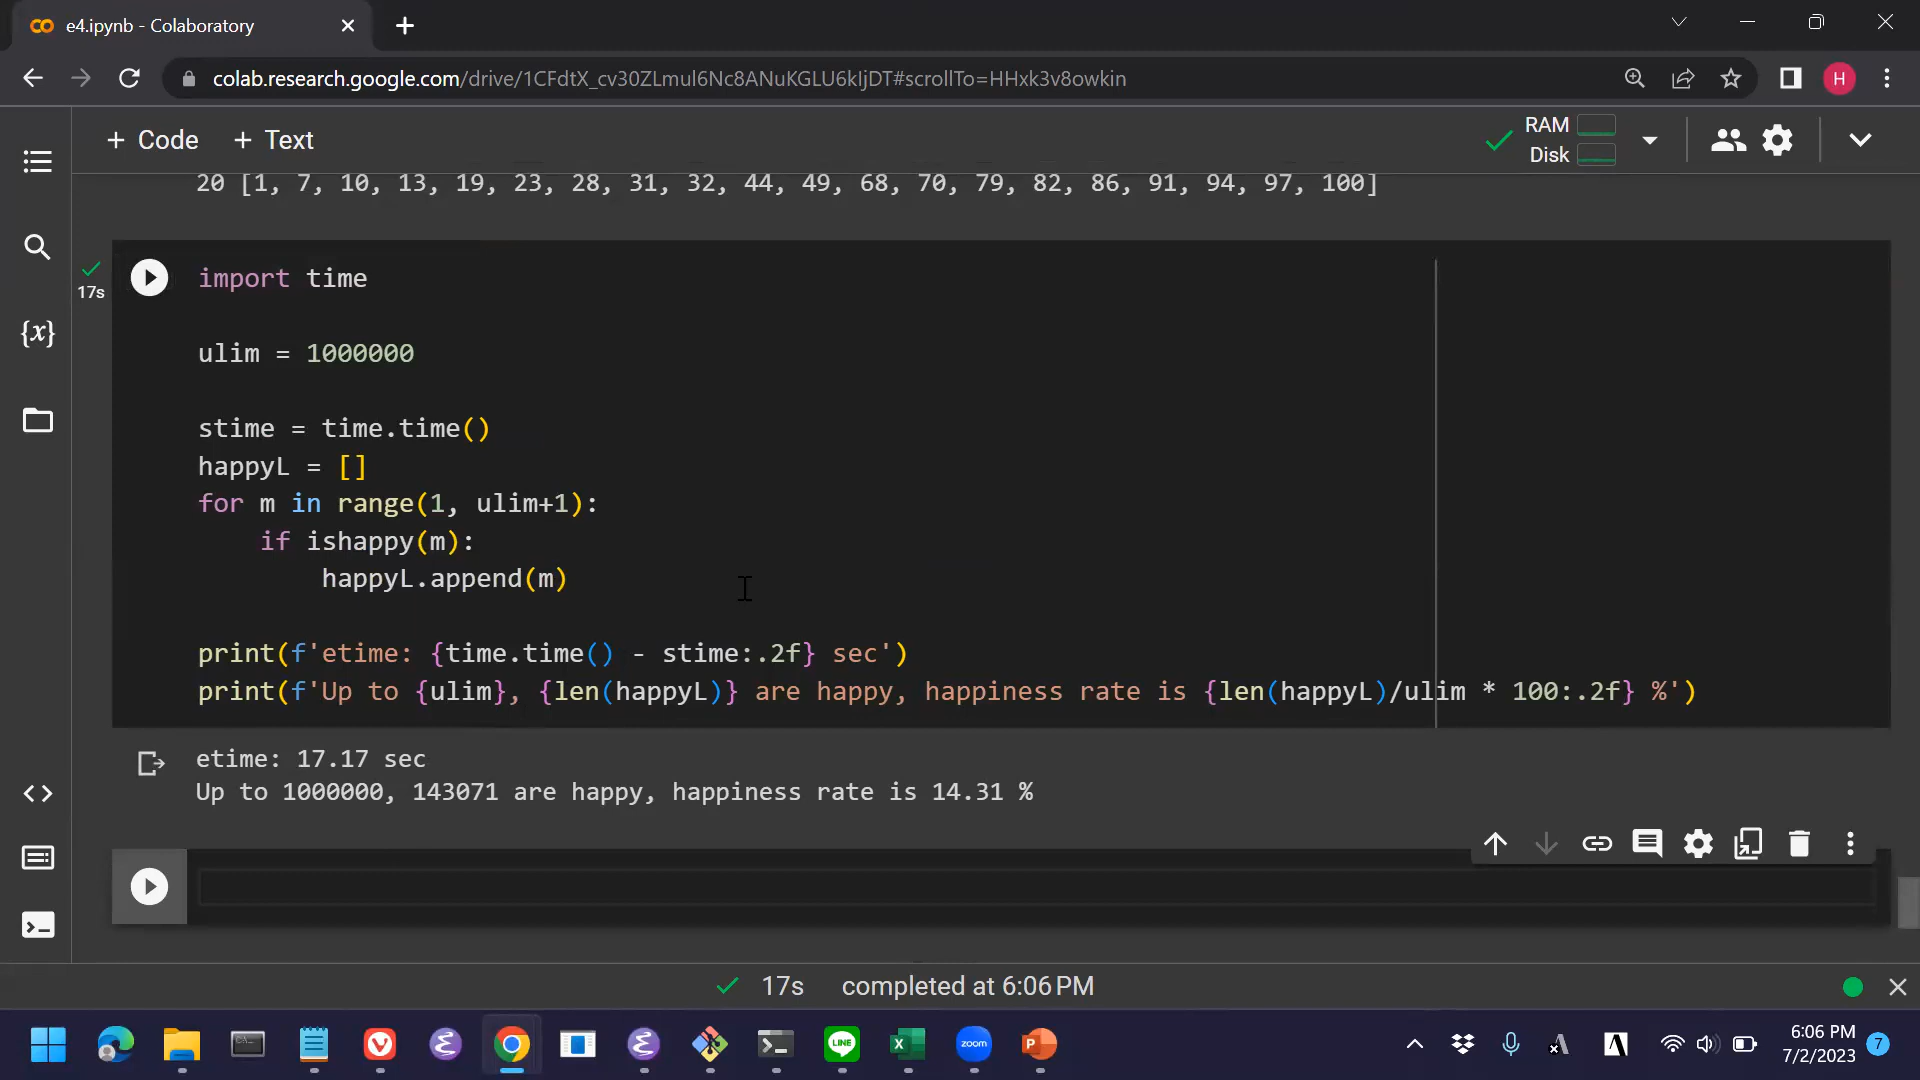 e4.ipynb - Colaboratory
colab.research.google.com/drive/1CFdtX_cv30ZLmul6Nc8ANuKGLU6kIjDT#scrollTo=HHxk3v8owkin
H
+ Code + Text
RAM
Disk
20 [1, 7, 10, 13, 19, 23, 28, 31, 32, 44, 49, 68, 70, 79, 82, 86, 91, 94, 97, 100]
17s
import time
ulim = 1000000
stime = time.time()
happyL = []
for m in range(1, ulim+1):
    if ishappy(m):
        happyL.append(m)
print(f'etime: {time.time() - stime:.2f} sec')
print(f'Up to {ulim}, {len(happyL)} are happy, happiness rate is {len(happyL)/ulim * 100:.2f} %')
etime: 17.17 sec
Up to 1000000, 143071 are happy, happiness rate is 14.31 %
{x}
17s completed at 6:06 PM
LINE
zoom
6:06 PM
7/2/2023
7